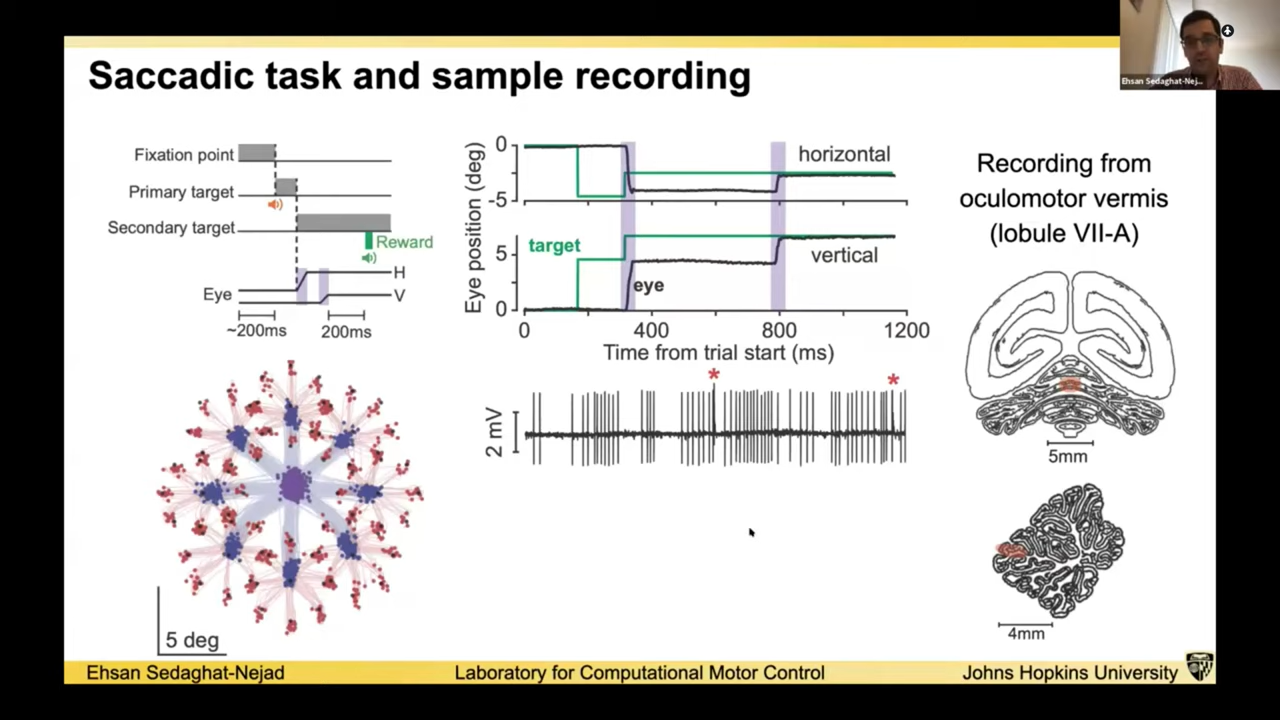 Saccadic task and sample recording
Ehsan Sedaghat-Nej...
Fixation point
Primary target
Secondary target
Reward
Eye
H
V
~200ms
200ms
5 deg
Eye position (deg)
0
-5
horizontal
5
0
target
eye
vertical
0
400
800
1200
Time from trial start (ms)
*
*
2 mV
Recording from
oculomotor vermis
(lobule VII-A)
5mm
4mm
Ehsan Sedaghat-Nejad
Laboratory for Computational Motor Control
Johns Hopkins University